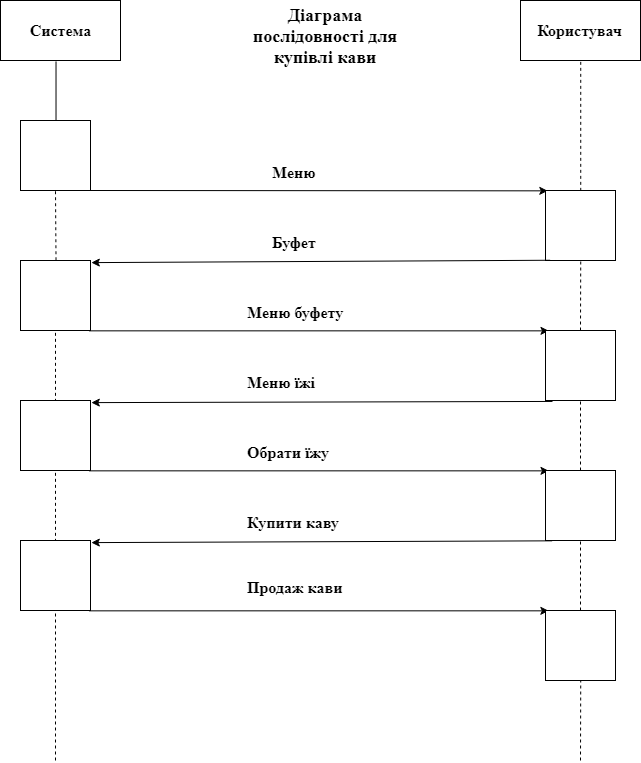 Система
Діаграма
послідовності для
купівлі кави
Користувач
Меню
Буфет
Меню буфету
Меню їжі
Обрати їжу
Купити каву
Продаж кави